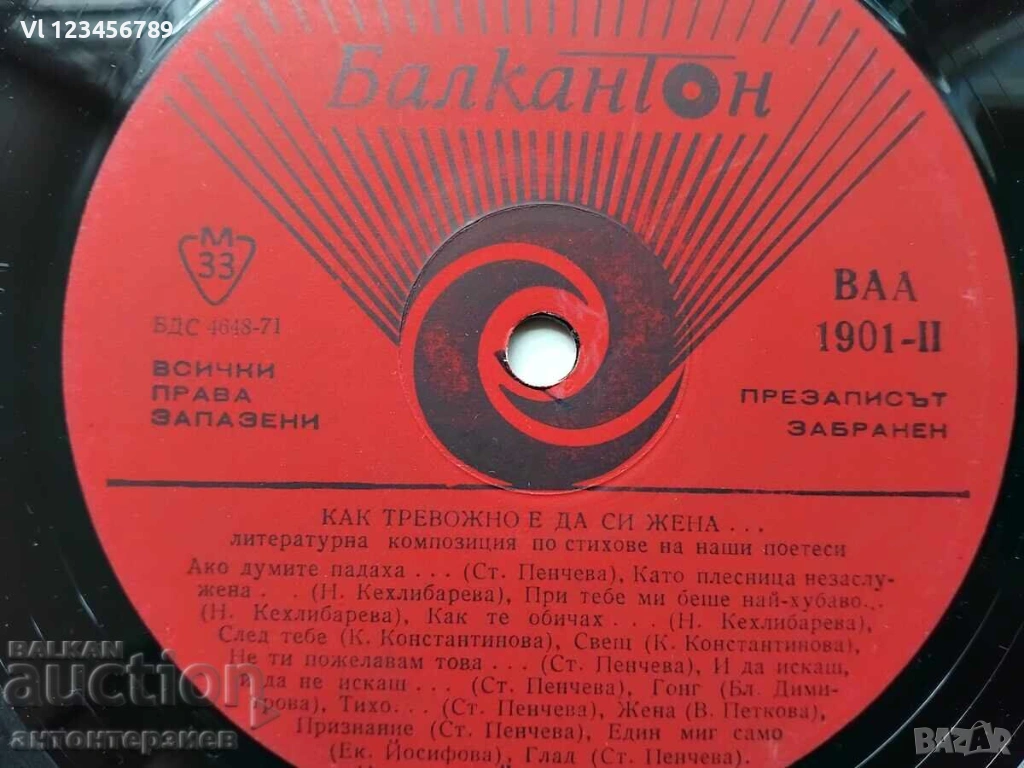 Vl 123456789
Балкантон
М
33
БДС 4648-71
ВСИЧКИ
ПРАВА
ЗАПАЗЕНИ
ВАА
1901-II
ПРЕЗАПИСЪТ
ЗАБРАНЕН
КАК ТРЕВОЖНО Е ДА СИ ЖЕНА ...
литературна композиция по стихове на наши поетеси
Ако думите падаха ... (Ст. Пенчева), Като плесница незаслу-
жена . . (Н. Кехлибарева), При тебе ми беше най-хубаво...
(Н. Кехлибарева), Как те обичах ... (Н. Кехлибарева),
След тебе (К. Константинова), Свещ (К. Константинова),
Не ти пожелавам това ... (Ст. Пенчева), И да искаш,
и да не искаш ... (Ст. Пенчева), Гонг (Бл. Дими-
трова), Тихо... (Ст. Пенчева), Жена (В. Петкова),
Признание (Ст. Пенчева), Един миг само
(Ек. Йосифова), Глад (Ст. Пенчева).
BALKAN
auction
антонтерзиев
BAZAR